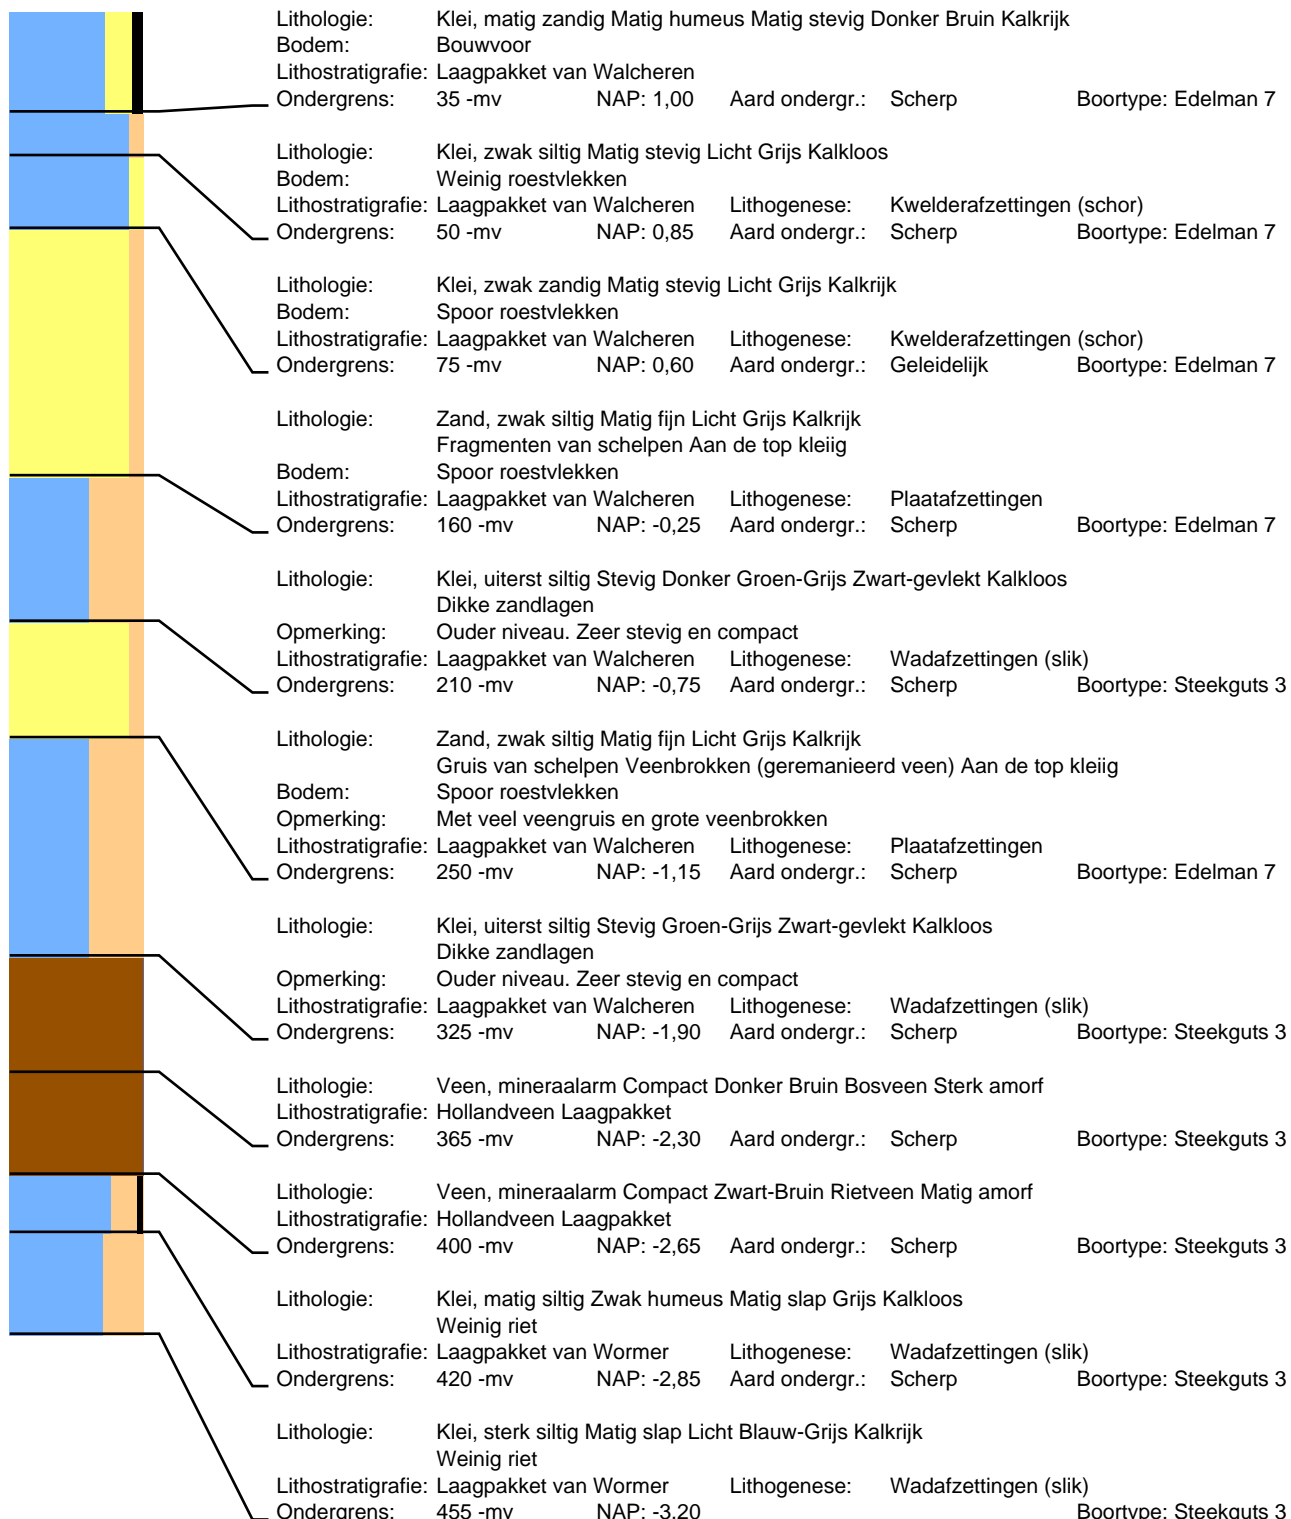 Lithologie: Klei, matig zandig Matig humeus Matig stevig Donker Bruin Kalkrijk
Bodem: Bouwvoor
Lithostratigrafie: Laagpakket van Walcheren
Ondergrens: 35 -mv NAP: 1,00 Aard ondergr.: Scherp Boortype: Edelman 7
Lithologie: Klei, zwak siltig Matig stevig Licht Grijs Kalkloos
Bodem: Weinig roestvlekken
Lithostratigrafie: Laagpakket van Walcheren Lithogenese: Kwelderafzettingen (schor)
Ondergrens: 50 -mv NAP: 0,85 Aard ondergr.: Scherp Boortype: Edelman 7
Lithologie: Klei, zwak zandig Matig stevig Licht Grijs Kalkrijk
Bodem: Spoor roestvlekken
Lithostratigrafie: Laagpakket van Walcheren Lithogenese: Kwelderafzettingen (schor)
Ondergrens: 75 -mv NAP: 0,60 Aard ondergr.: Geleidelijk Boortype: Edelman 7
Lithologie: Zand, zwak siltig Matig fijn Licht Grijs Kalkrijk
Fragmenten van schelpen Aan de top kleiig
Bodem: Spoor roestvlekken
Lithostratigrafie: Laagpakket van Walcheren Lithogenese: Plaatafzettingen
Ondergrens: 160 -mv NAP: -0,25 Aard ondergr.: Scherp Boortype: Edelman 7
Lithologie: Klei, uiterst siltig Stevig Donker Groen-Grijs Zwart-gevlekt Kalkloos
Dikke zandlagen
Opmerking: Ouder niveau. Zeer stevig en compact
Lithostratigrafie: Laagpakket van Walcheren Lithogenese: Wadafzettingen (slik)
Ondergrens: 210 -mv NAP: -0,75 Aard ondergr.: Scherp Boortype: Steekguts 3
Lithologie: Zand, zwak siltig Matig fijn Licht Grijs Kalkrijk
Gruis van schelpen Veenbrokken (geremanieerd veen) Aan de top kleiig
Bodem: Spoor roestvlekken
Opmerking: Met veel veengruis en grote veenbrokken
Lithostratigrafie: Laagpakket van Walcheren Lithogenese: Plaatafzettingen
Ondergrens: 250 -mv NAP: -1,15 Aard ondergr.: Scherp Boortype: Edelman 7
Lithologie: Klei, uiterst siltig Stevig Groen-Grijs Zwart-gevlekt Kalkloos
Dikke zandlagen
Opmerking: Ouder niveau. Zeer stevig en compact
Lithostratigrafie: Laagpakket van Walcheren Lithogenese: Wadafzettingen (slik)
Ondergrens: 325 -mv NAP: -1,90 Aard ondergr.: Scherp Boortype: Steekguts 3
Lithologie: Veen, mineraalarm Compact Donker Bruin Bosveen Sterk amorf
Lithostratigrafie: Hollandveen Laagpakket
Ondergrens: 365 -mv NAP: -2,30 Aard ondergr.: Scherp Boortype: Steekguts 3
Lithologie: Veen, mineraalarm Compact Zwart-Bruin Rietveen Matig amorf
Lithostratigrafie: Hollandveen Laagpakket
Ondergrens: 400 -mv NAP: -2,65 Aard ondergr.: Scherp Boortype: Steekguts 3
Lithologie: Klei, matig siltig Zwak humeus Matig slap Grijs Kalkloos
Weinig riet
Lithostratigrafie: Laagpakket van Wormer Lithogenese: Wadafzettingen (slik)
Ondergrens: 420 -mv NAP: -2,85 Aard ondergr.: Scherp Boortype: Steekguts 3
Lithologie: Klei, sterk siltig Matig slap Licht Blauw-Grijs Kalkrijk
Weinig riet
Lithostratigrafie: Laagpakket van Wormer Lithogenese: Wadafzettingen (slik)
Ondergrens: 455 -mv NAP: -3,20 Boortype: Steekguts 3